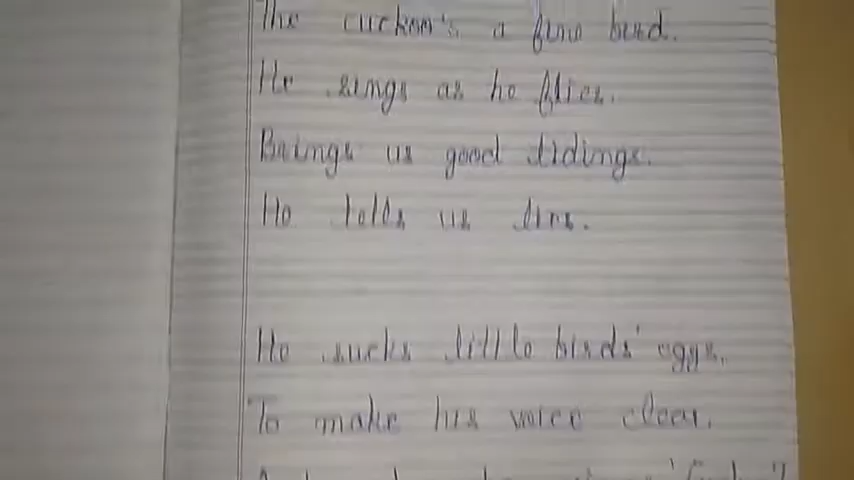 The cuckoo's a fine bird.
He sings as he flies.
Brings us good tidings.
He tells us lies.
He sucks little birds' eggs.
To make his voice clear.